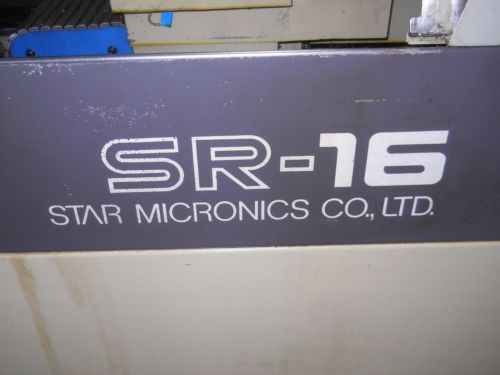 SR-16
STAR MICRONICS CO., LTD.